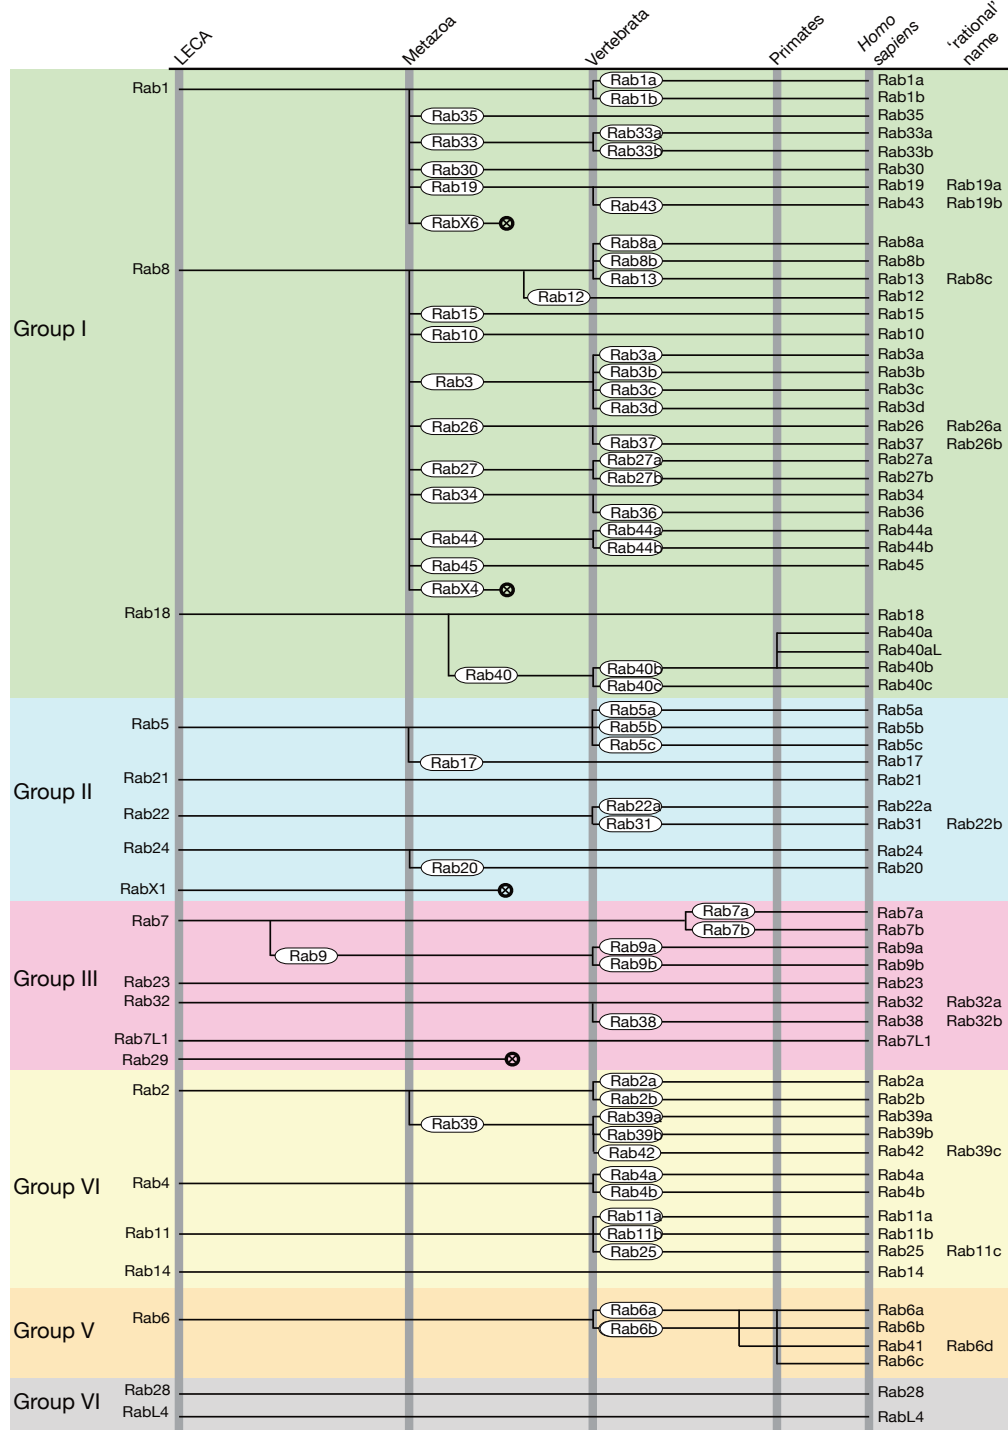 LECA Metazoa Vertebrata Primates Homo sapiens 'rational' name
Rab1 Rab1a Rab1a
Rab1b Rab1b
Rab35 Rab35
Rab33 Rab33a Rab33a
Rab33b Rab33b
Rab30 Rab30
Rab19 Rab19 Rab19a
Rab43 Rab43 Rab19b
RabX6
Rab8 Rab8a Rab8a
Rab8b Rab8b
Rab13 Rab13 Rab8c
Rab12 Rab12
Rab15 Rab15
Group I
Rab10 Rab10
Rab3a Rab3a
Rab3b Rab3b
Rab3 Rab3c Rab3c
Rab3d Rab3d
Rab26 Rab26 Rab26a
Rab37 Rab37 Rab26b
Rab27 Rab27a Rab27a
Rab27b Rab27b
Rab34 Rab34
Rab36 Rab36
Rab44 Rab44a Rab44a
Rab44b Rab44b
Rab45 Rab45
RabX4
Rab18 Rab18
Rab40a
Rab40aL
Rab40 Rab40b Rab40b
Rab40c Rab40c
Rab5 Rab5a Rab5a
Rab5b Rab5b
Rab5c Rab5c
Rab17 Rab17
Rab21 Rab21
Group II
Rab22 Rab22a Rab22a
Rab31 Rab31 Rab22b
Rab24 Rab24
Rab20 Rab20
RabX1
Rab7 Rab7a Rab7a
Rab7b Rab7b
Rab9 Rab9a Rab9a
Rab9b Rab9b
Group III
Rab23 Rab23
Rab32 Rab32 Rab32a
Rab38 Rab38 Rab32b
Rab7L1 Rab7L1
Rab29
Rab2 Rab2a Rab2a
Rab2b Rab2b
Rab39 Rab39a Rab39a
Rab39b Rab39b
Rab42 Rab42 Rab39c
Group VI
Rab4 Rab4a Rab4a
Rab4b Rab4b
Rab11a Rab11a
Rab11 Rab11b Rab11b
Rab25 Rab25 Rab11c
Rab14 Rab14
Rab6 Rab6a Rab6a
Group V
Rab6b Rab6b
Rab41 Rab6d
Rab6c
Group VI
Rab28 Rab28
RabL4 RabL4